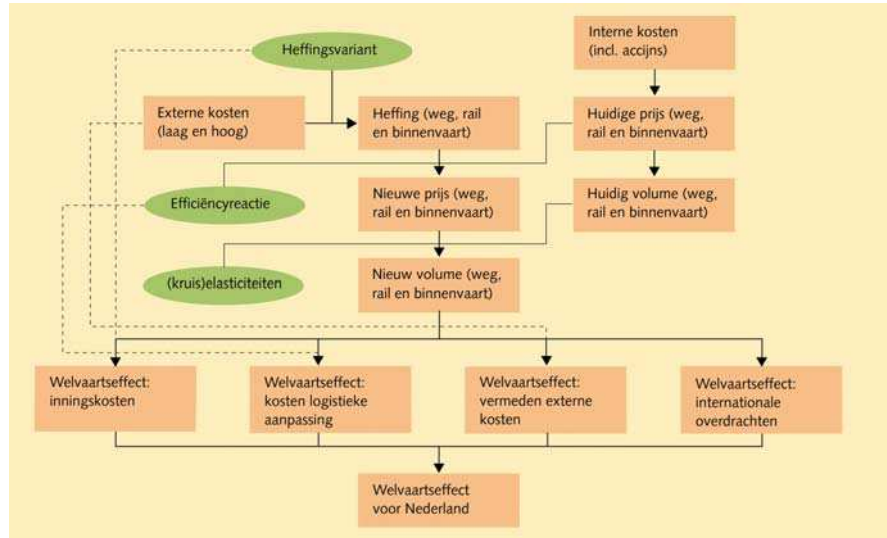 Heffingsvariant
Interne kosten
(incl. accijns)
Externe kosten
(laag en hoog)
Heffing (weg, rail
en binnenvaart)
Huidige prijs (weg,
rail en binnenvaart)
Efficiëncyreactie
Nieuwe prijs (weg,
rail en binnenvaart)
Huidig volume (weg,
rail en binnenvaart)
(kruis)elasticiteiten
Nieuw volume (weg,
rail en binnenvaart)
Welvaartseffect:
inningskosten
Welvaartseffect:
kosten logistieke
aanpassing
Welvaartseffect:
vermeden externe
kosten
Welvaartseffect:
internationale
overdrachten
Welvaartseffect
voor Nederland